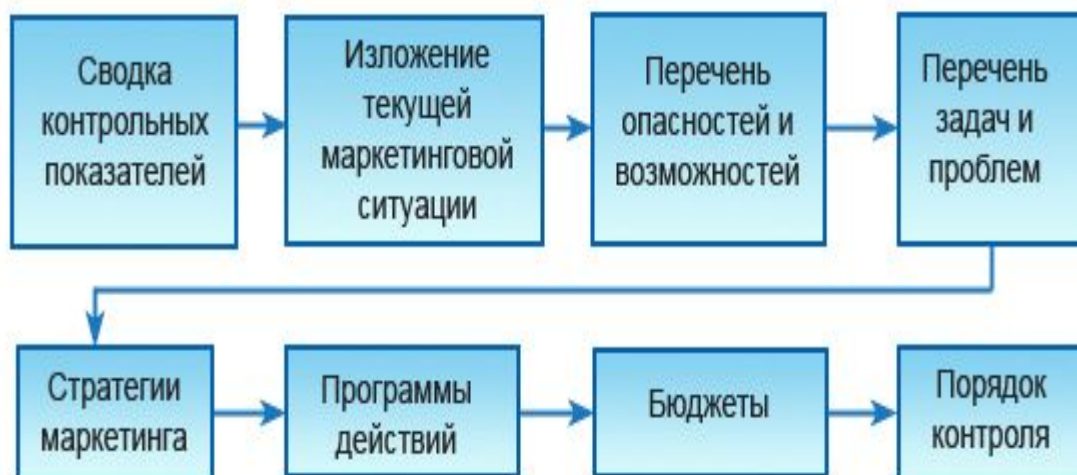 Сводка
контрольных
показателей
Изложение
текущей
маркетинговой
ситуации
Перечень
опасностей и
возможностей
Перечень
задач и
проблем
Стратегии
маркетинга
Программы
действий
Бюджеты
Порядок
контроля